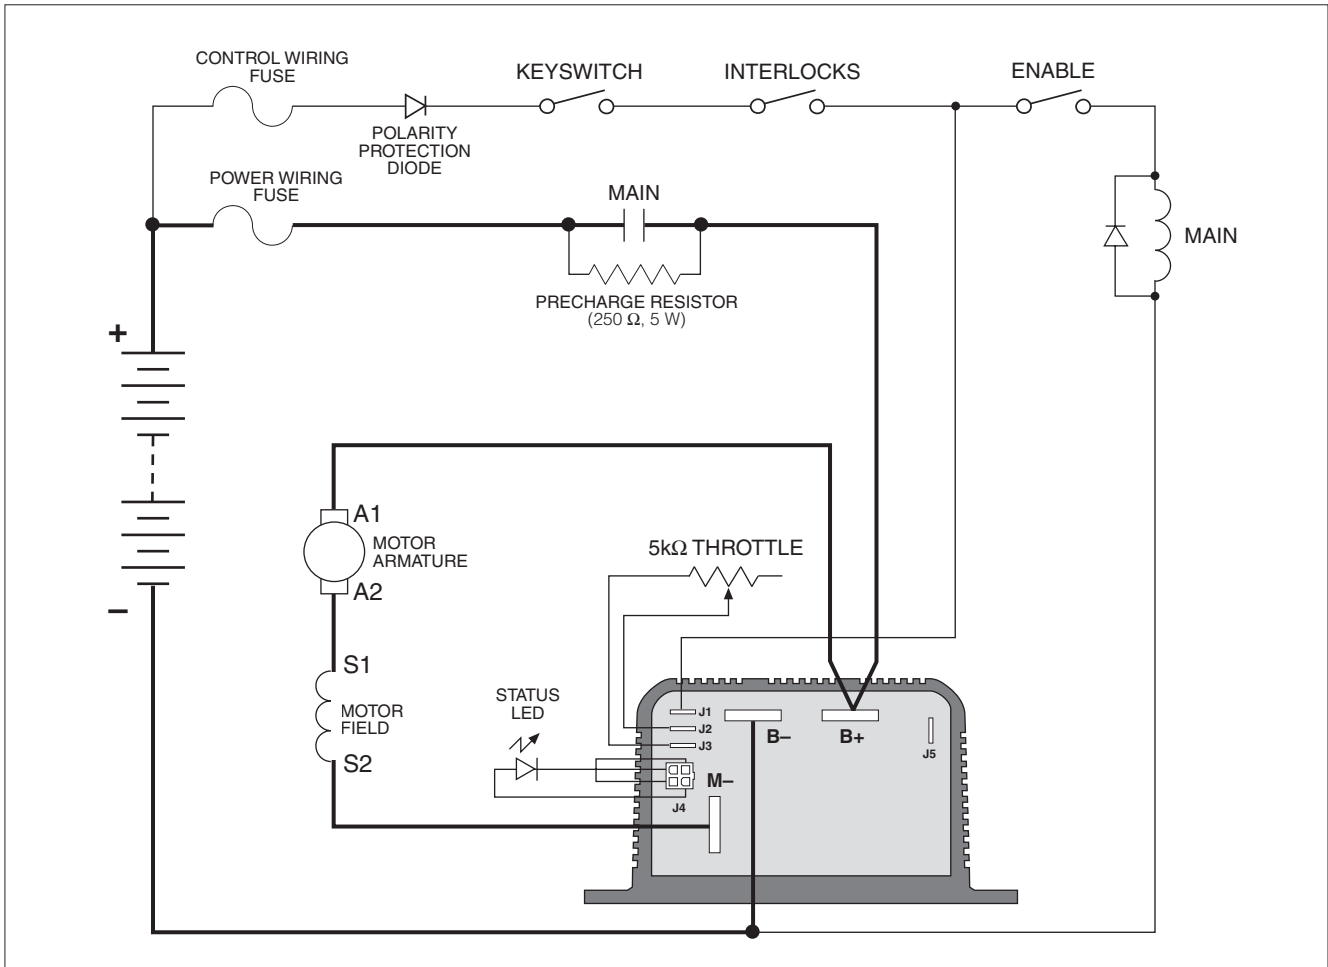 CONTROL WIRING
FUSE
KEYSWITCH
INTERLOCKS
ENABLE
POLARITY
PROTECTION
DIODE
POWER WIRING
FUSE
MAIN
MAIN
PRECHARGE RESISTOR
(250 Ω, 5 W)
+
–
A1
MOTOR
ARMATURE
A2
5kΩ THROTTLE
S1
MOTOR
FIELD
S2
STATUS
LED
J1
J2
J3
B–
B+
J5
M–
J4